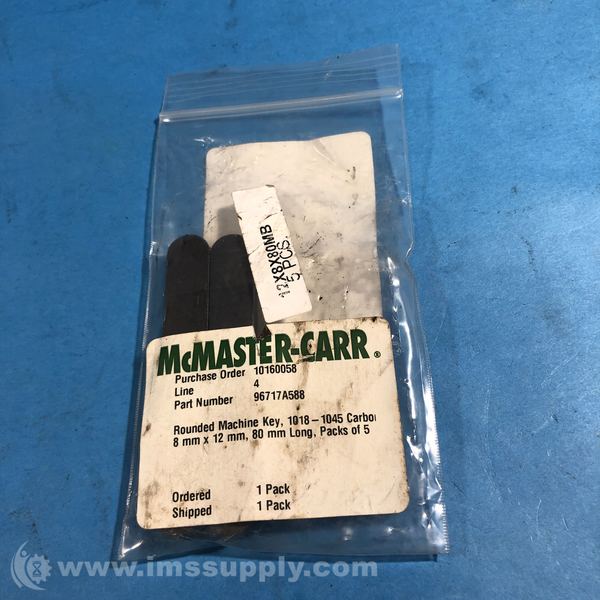 12X8X80MB
5 PCS.
McMASTER-CARR®
Purchase Order 10160058
Line 4
Part Number 96717A588
Rounded Machine Key, 1018-1045 Carbo
8 mm x 12 mm, 80 mm Long, Packs of 5
Ordered 1 Pack
Shipped 1 Pack
© www.imssupply.com